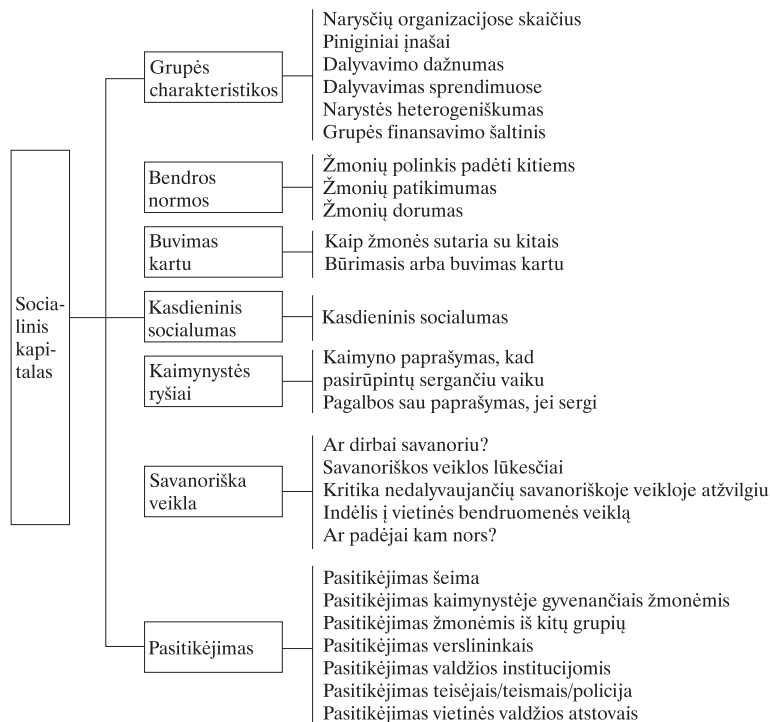 Socia-
linis
kapi-
talas
Grupės
charakteristikos
Narysčių organizacijose skaičius
Piniginiai įnašai
Dalyvavimo dažnumas
Dalyvavimas sprendimuose
Narystės heterogeniškumas
Grupės finansavimo šaltinis
Bendros
normos
Žmonių polinkis padėti kitiems
Žmonių patikimumas
Žmonių dorumas
Buvimas
kartu
Kaip žmonės sutaria su kitais
Būrimasis arba buvimas kartu
Kasdieninis
socialumas
Kasdieninis socialumas
Kaimynystės
ryšiai
Kaimyno paprašymas, kad
pasirūpintų sergančiu vaiku
Pagalbos sau paprašymas, jei sergi
Savanoriška
veikla
Ar dirbai savanoriu?
Savanoriškos veiklos lūkesčiai
Kritika nedalyvaujančių savanoriškoje veikloje atžvilgiu
Indėlis į vietinės bendruomenės veiklą
Ar padėjai kam nors?
Pasitikėjimas
Pasitikėjimas šeima
Pasitikėjimas kaimynystėje gyvenančiais žmonėmis
Pasitikėjimas žmonėmis iš kitų grupių
Pasitikėjimas verslininkais
Pasitikėjimas valdžios institucijomis
Pasitikėjimas teisėjais/teismais/policija
Pasitikėjimas vietinės valdžios atstovais